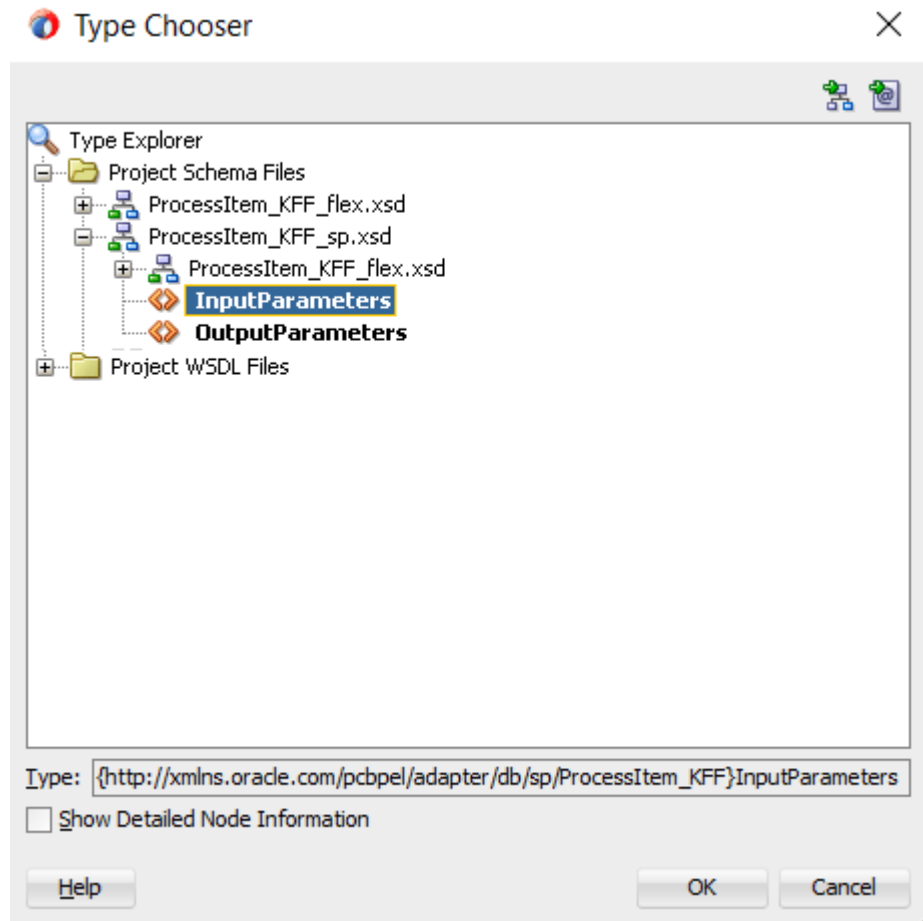 Type Chooser
Type Explorer
Project Schema Files
ProcessItem_KFF_flex.xsd
ProcessItem_KFF_sp.xsd
ProcessItem_KFF_flex.xsd
InputParameters
OutputParameters
Project WSDL Files
Type: {http://xmlns.oracle.com/pcbpel/adapter/db/sp/ProcessItem_KFF}InputParameters
Show Detailed Node Information
Help OK Cancel